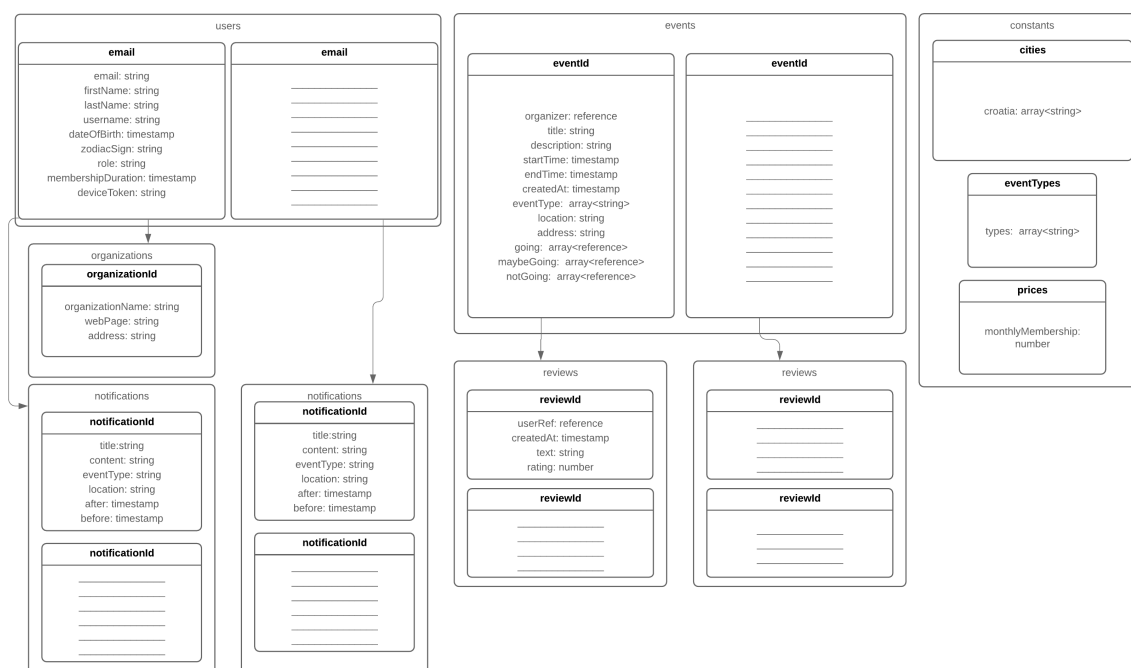 users
email
email: string
firstName: string
lastName: string
username: string
dateOfBirth: timestamp
zodiacSign: string
role: string
membershipDuration: timestamp
deviceToken: string
email
organizations
organizationId
organizationName: string
webPage: string
address: string
notifications
notificationId
title:string
content: string
eventType: string
location: string
after: timestamp
before: timestamp
notificationId
notifications
notificationId
title:string
content: string
eventType: string
location: string
after: timestamp
before: timestamp
notificationId
events
eventId
organizer: reference
title: string
description: string
startTime: timestamp
endTime: timestamp
createdAt: timestamp
eventType:  array<string>
location: string
address: string
going:  array<reference>
maybeGoing:  array<reference>
notGoing:  array<reference>
eventId
reviews
reviewId
userRef: reference
createdAt: timestamp
text: string
rating: number
reviewId
reviews
reviewId
reviewId
constants
cities
croatia: array<string>
eventTypes
types:  array<string>
prices
monthlyMembership:
number